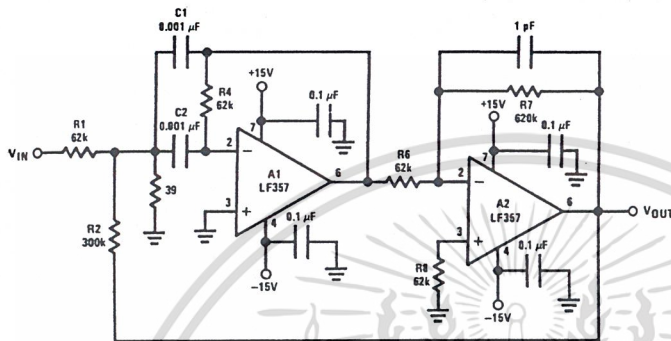 C1
0.001 μF
1 pF
R4
62k
+15V
0.1 μF
R7
620k
+15V
0.1 μF
C2
0.001 μF
R1
62k
VIN
7
2
−
A1
LF357
6
3
+
4
R6
62k
7
2
−
A2
LF357
6
VOUT
3
+
4
39
R2
300k
0.1 μF
−15V
R8
62k
0.1 μF
−15V